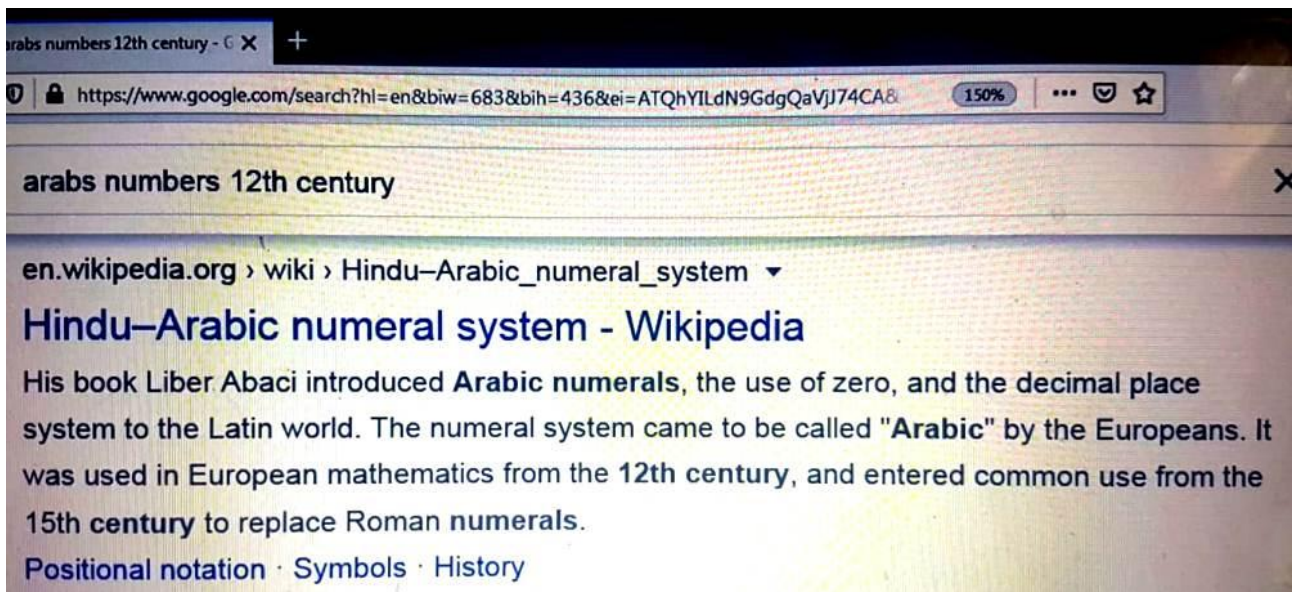 arabs numbers 12th century - G
https://www.google.com/search?hl=en&biw=683&bih=436&ei=ATQhYILdN9GdgQaVjJ74CA&
150%
arabs numbers 12th century
en.wikipedia.org › wiki › Hindu–Arabic_numeral_system
Hindu–Arabic numeral system - Wikipedia
His book Liber Abaci introduced Arabic numerals, the use of zero, and the decimal place
system to the Latin world. The numeral system came to be called "Arabic" by the Europeans. It
was used in European mathematics from the 12th century, and entered common use from the
15th century to replace Roman numerals.
Positional notation · Symbols · History